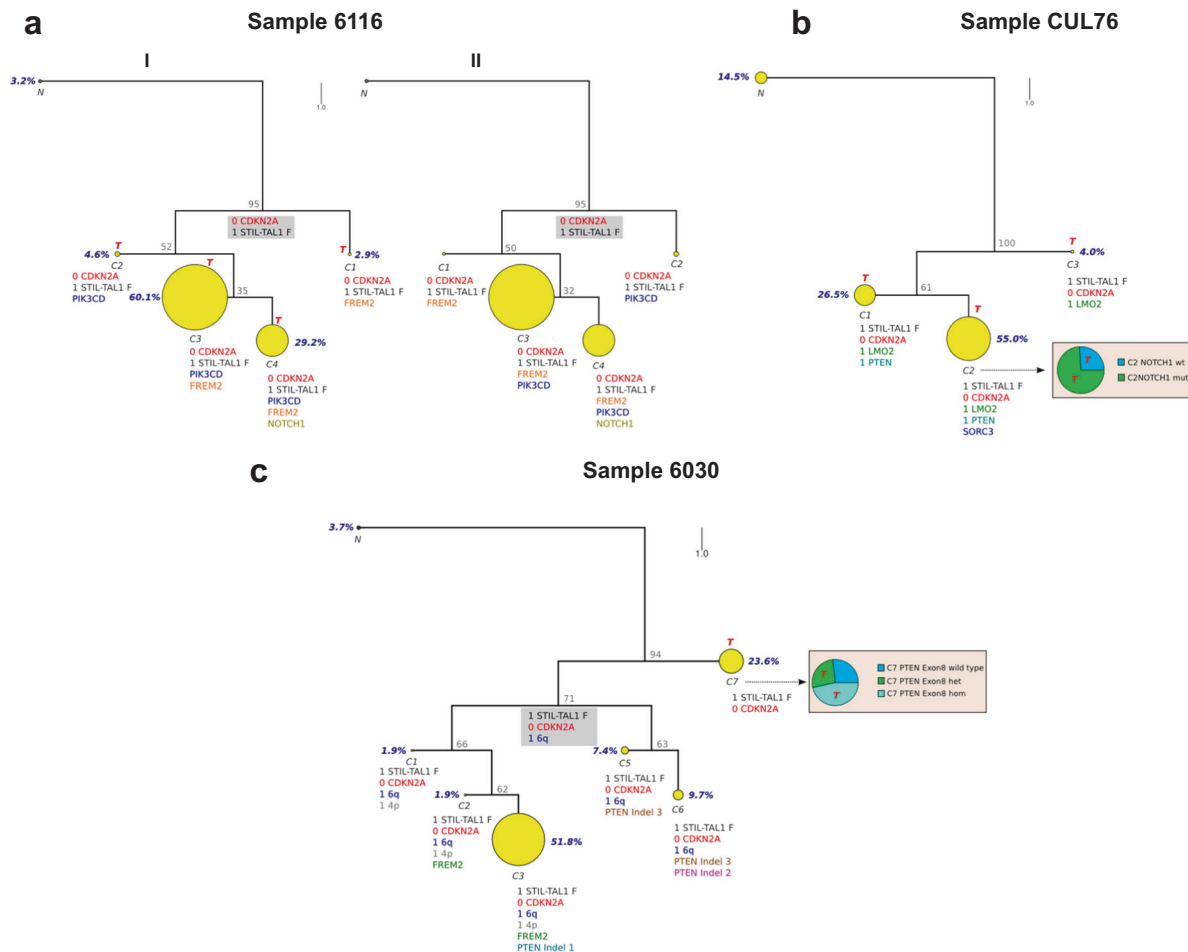 a
Sample 6116
I
3.2%
N
1.0
95
0 CDKN2A
1 STIL-TAL1 F
52
4.6%
T
C2
0 CDKN2A
1 STIL-TAL1 F
PIK3CD
T
2.9%
C1
0 CDKN2A
1 STIL-TAL1 F
FREM2
T
60.1%
35
C3
0 CDKN2A
1 STIL-TAL1 F
PIK3CD
FREM2
T
29.2%
C4
0 CDKN2A
1 STIL-TAL1 F
PIK3CD
FREM2
NOTCH1
II
N
95
0 CDKN2A
1 STIL-TAL1 F
50
C1
0 CDKN2A
1 STIL-TAL1 F
FREM2
C2
0 CDKN2A
1 STIL-TAL1 F
PIK3CD
32
C3
0 CDKN2A
1 STIL-TAL1 F
FREM2
PIK3CD
C4
0 CDKN2A
1 STIL-TAL1 F
FREM2
PIK3CD
NOTCH1
b
Sample CUL76
14.5%
N
1.0
100
T
4.0%
C3
1 STIL-TAL1 F
0 CDKN2A
1 LMO2
61
T
26.5%
C1
1 STIL-TAL1 F
0 CDKN2A
1 LMO2
1 PTEN
T
55.0%
C2
1 STIL-TAL1 F
0 CDKN2A
1 LMO2
1 PTEN
SORC3
T
T
C2 NOTCH1 wt
C2NOTCH1 mut
c
Sample 6030
3.7%
N
1.0
94
T
23.6%
C7
1 STIL-TAL1 F
0 CDKN2A
T
T
C7 PTEN Exon8 wild type
C7 PTEN Exon8 het
C7 PTEN Exon8 hom
71
1 STIL-TAL1 F
0 CDKN2A
1 6q
66
1.9%
C1
1 STIL-TAL1 F
0 CDKN2A
1 6q
1 4p
62
1.9%
C2
1 STIL-TAL1 F
0 CDKN2A
1 6q
1 4p
FREM2
51.8%
C3
1 STIL-TAL1 F
0 CDKN2A
1 6q
1 4p
FREM2
PTEN Indel 1
63
7.4%
C5
1 STIL-TAL1 F
0 CDKN2A
1 6q
PTEN Indel 3
9.7%
C6
1 STIL-TAL1 F
0 CDKN2A
1 6q
PTEN Indel 3
PTEN Indel 2